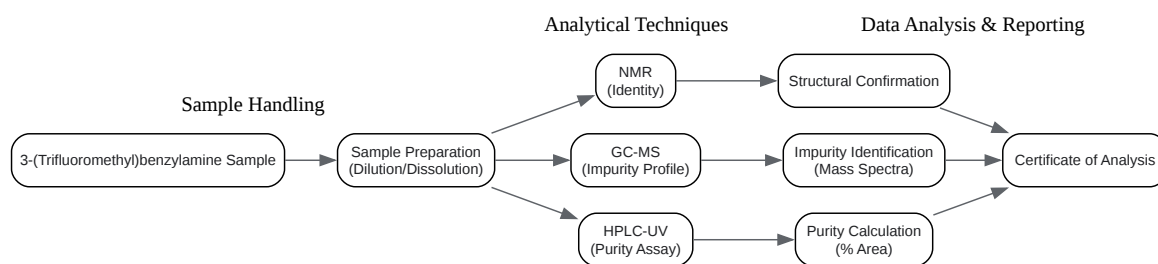 Analytical Techniques
Data Analysis & Reporting
Sample Handling
NMR
(Identity)
Structural Confirmation
3-(Trifluoromethyl)benzylamine Sample
Sample Preparation
(Dilution/Dissolution)
GC-MS
(Impurity Profile)
Impurity Identification
(Mass Spectra)
Certificate of Analysis
HPLC-UV
(Purity Assay)
Purity Calculation
(% Area)